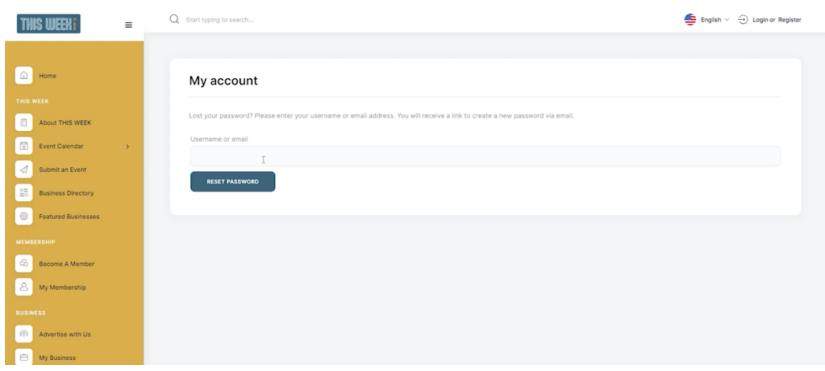 THIS WEEK
Start typing to search...
English
Login or Register
Home
THIS WEEK
About THIS WEEK
Event Calendar
Submit an Event
Business Directory
Featured Businesses
MEMBERSHIP
Become A Member
My Membership
BUSINESS
Advertise with Us
My Business
My account
Lost your password? Please enter your username or email address. You will receive a link to create a new password via email.
Username or email
RESET PASSWORD